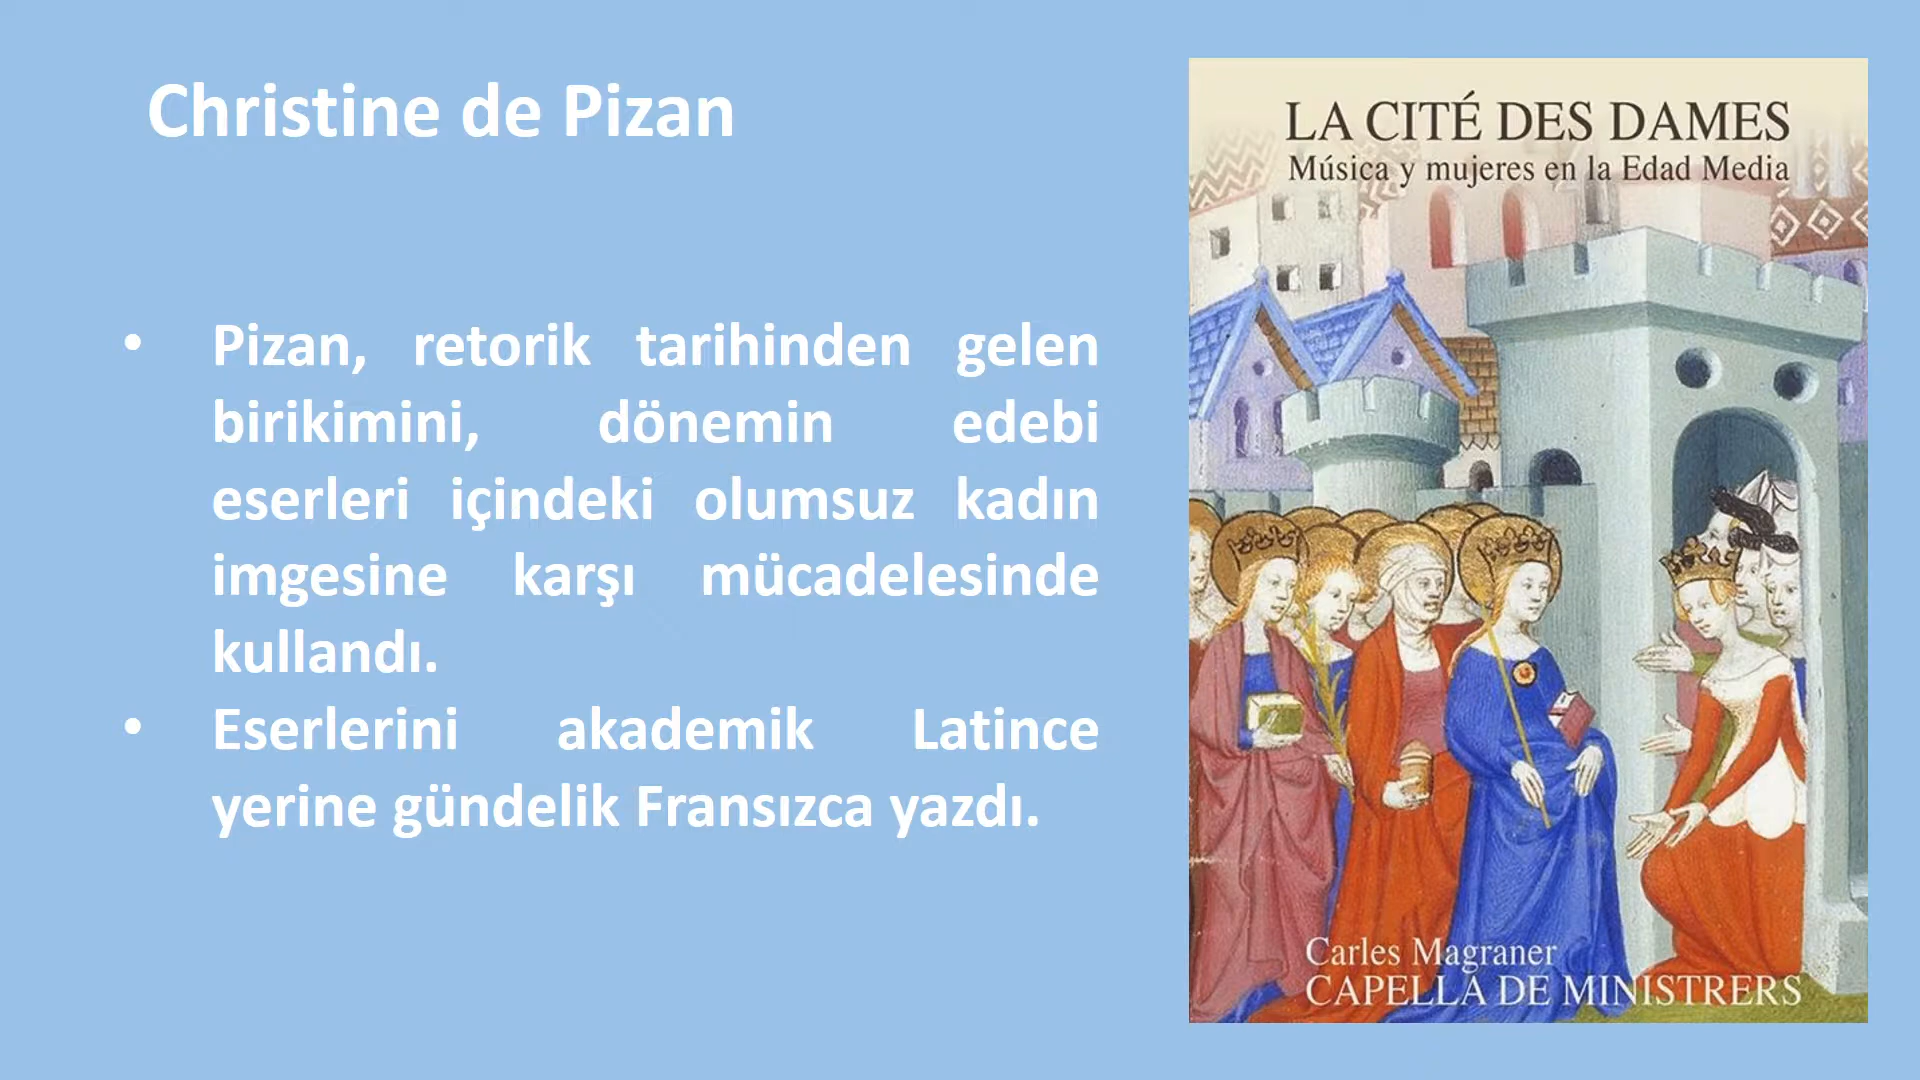 Christine de Pizan
• Pizan, retorik tarihinden gelen
birikimini, dönemin edebi
eserleri içindeki olumsuz kadın
imgesine karşı mücadelesinde
kullandı.
• Eserlerini akademik Latince
yerine gündelik Fransızca yazdı.
LA CITÉ DES DAMES
Música y mujeres en la Edad Media
Carles Magraner
CAPELLA DE MINISTRERS